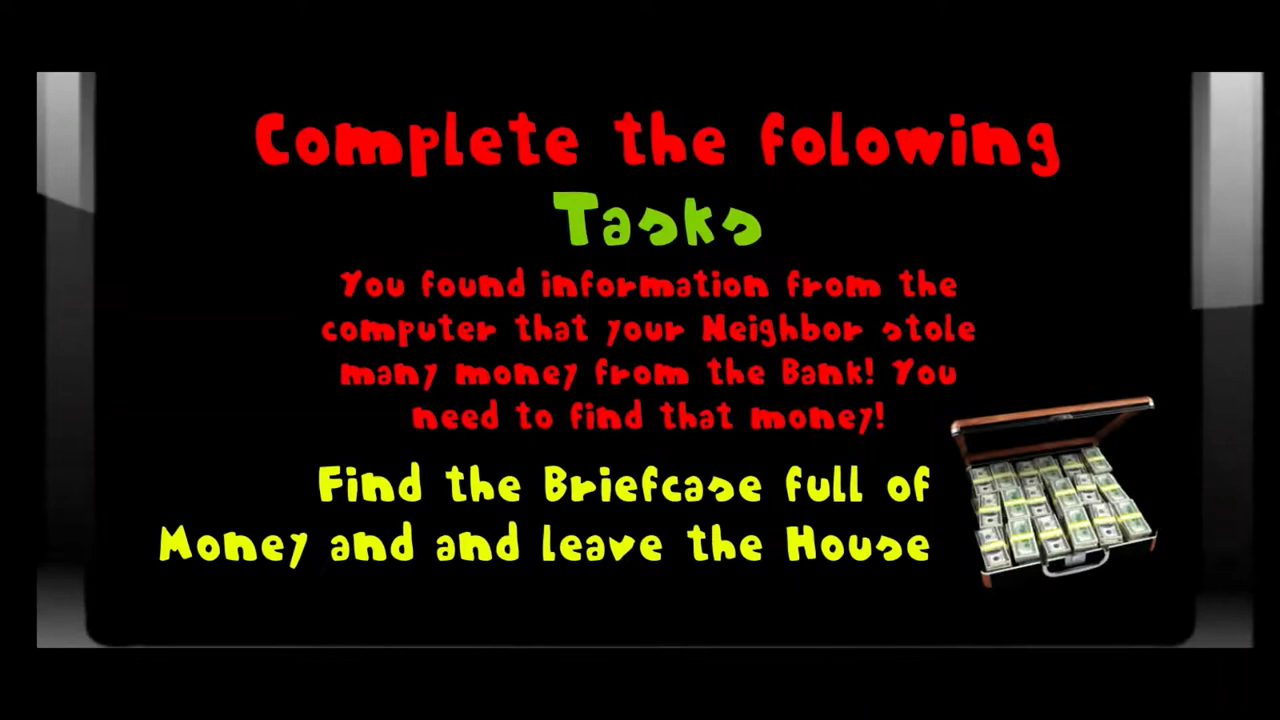 Complete the folowing
Tasks
You found information from the
computer that your Neighbor stole
many money from the Bank! You
need to find that money!
Find the Briefcase full of
Money and and leave the House